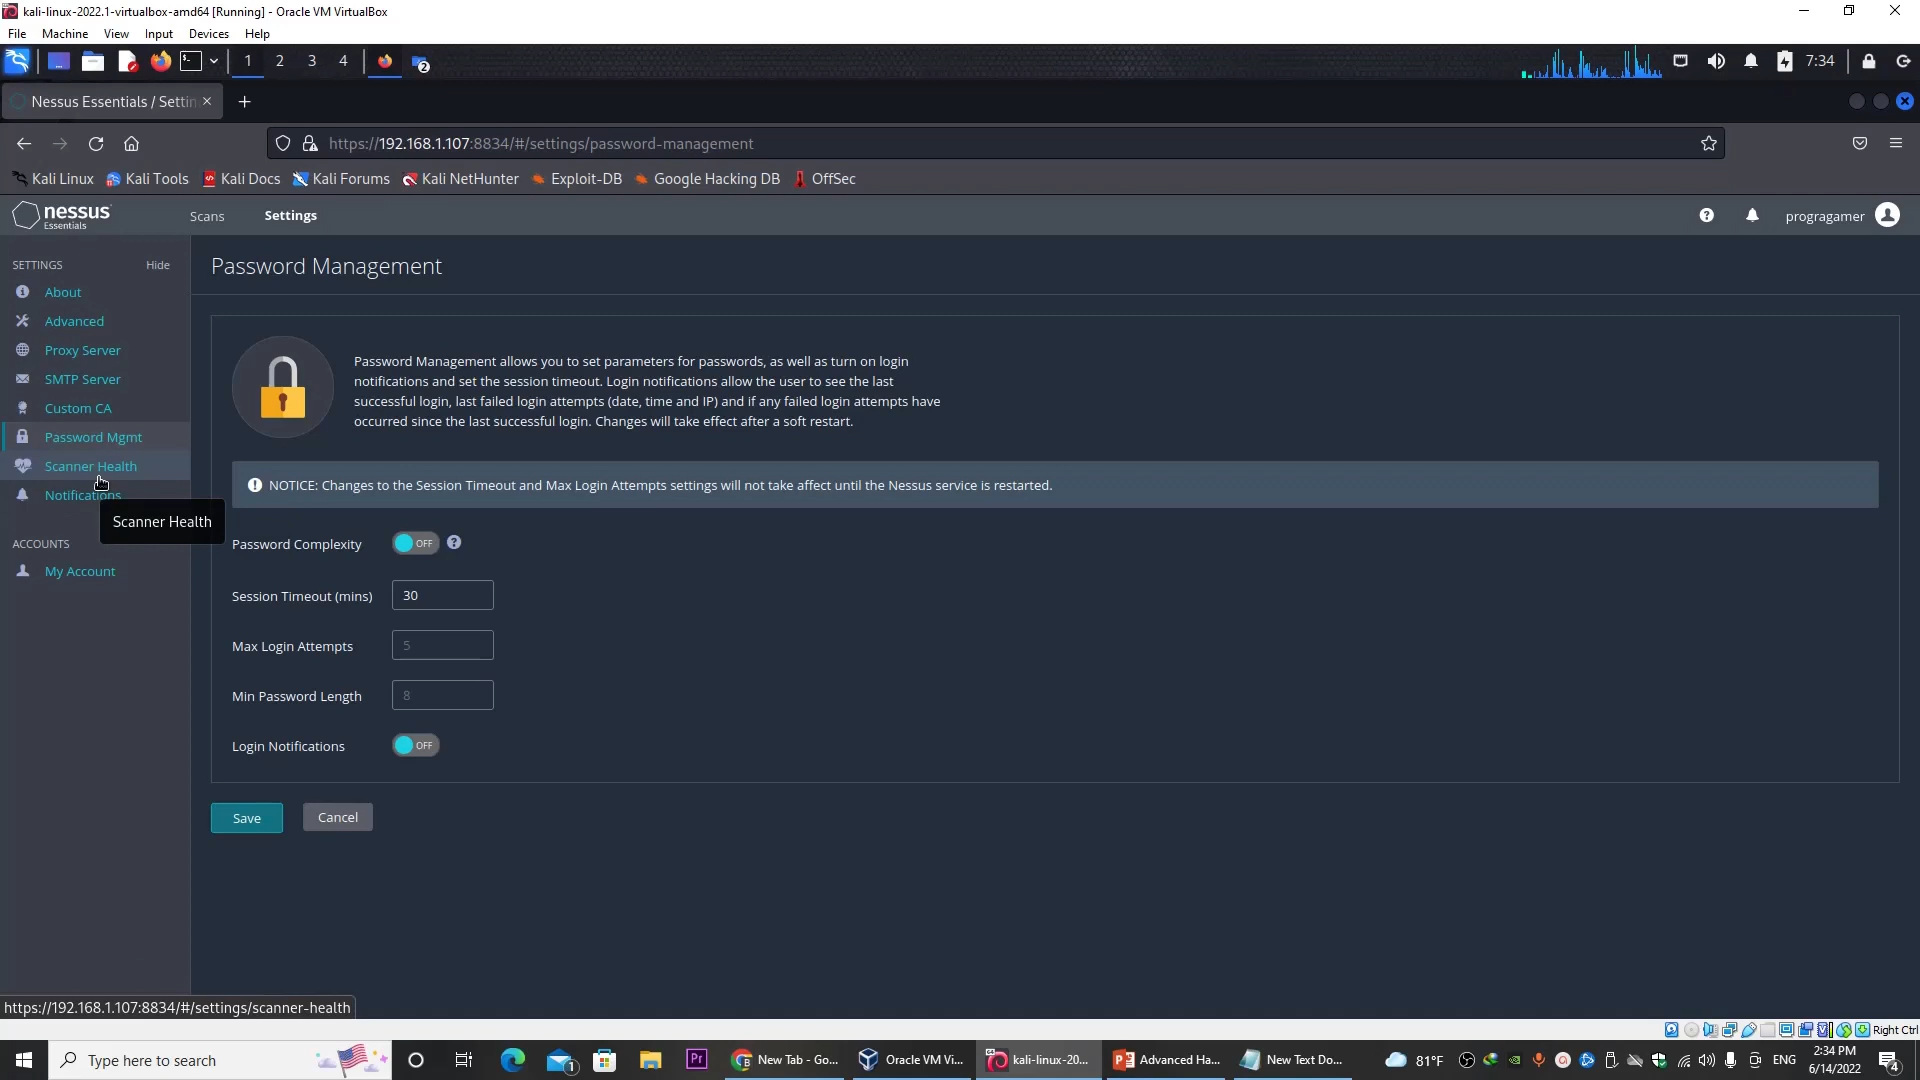 kali-linux-2022.1-virtualbox-amd64 [Running] - Oracle VM VirtualBox
File Machine View Input Devices Help
1 2 3 4 2 7:34
Nessus Essentials / Settin
https://192.168.1.107:8834/#/settings/password-management
Kali Linux Kali Tools Kali Docs Kali Forums Kali NetHunter Exploit-DB Google Hacking DB OffSec
nessus Essentials Scans Settings progragamer
SETTINGS Hide
About
Advanced
Proxy Server
SMTP Server
Custom CA
Password Mgmt
Scanner Health
Notifications
Scanner Health
ACCOUNTS
My Account
Password Management
Password Management allows you to set parameters for passwords, as well as turn on login
notifications and set the session timeout. Login notifications allow the user to see the last
successful login, last failed login attempts (date, time and IP) and if any failed login attempts have
occurred since the last successful login. Changes will take effect after a soft restart.
NOTICE: Changes to the Session Timeout and Max Login Attempts settings will not take affect until the Nessus service is restarted.
Password Complexity OFF
Session Timeout (mins) 30
Max Login Attempts 5
Min Password Length 8
Login Notifications OFF
Save Cancel
https://192.168.1.107:8834/#/settings/scanner-health
Right Ctrl
Type here to search 1 Pr New Tab - Go... Oracle VM Vi... kali-linux-20... Advanced Ha... New Text Do... 81°F ENG 2:34 PM 4
6/14/2022